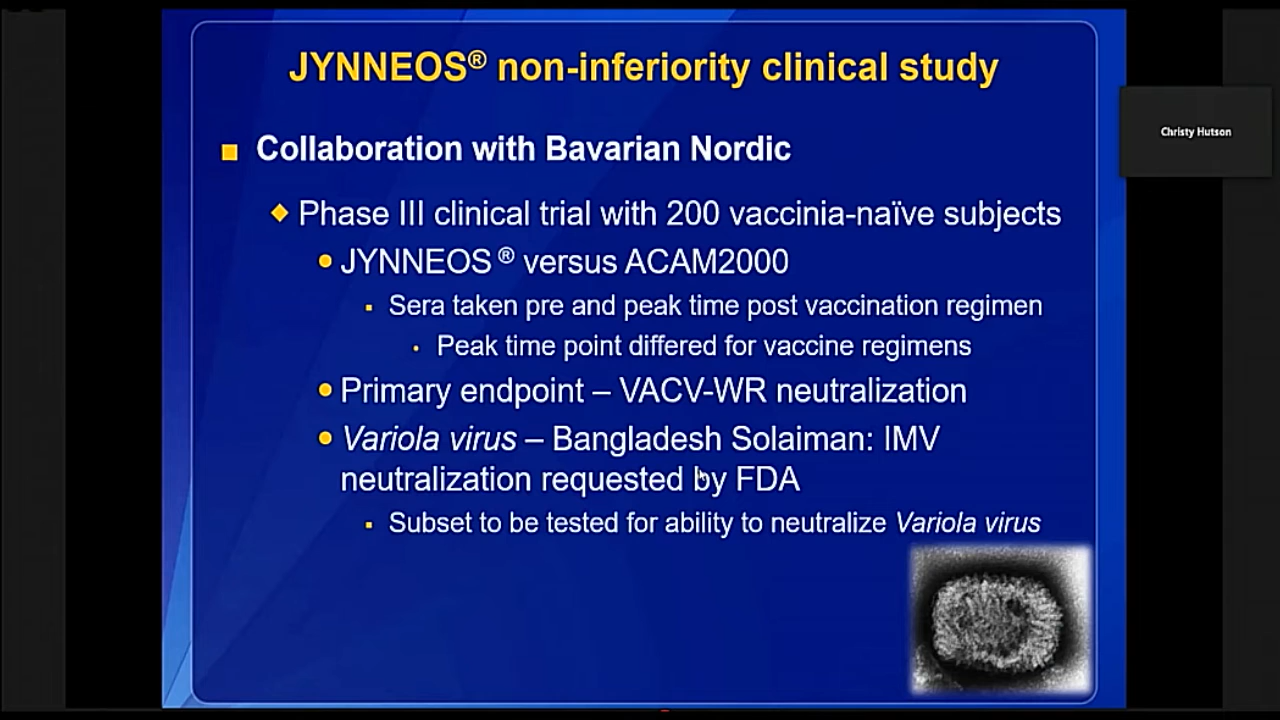 JYNNEOS® non-inferiority clinical study
Christy Hutson
Collaboration with Bavarian Nordic
Phase III clinical trial with 200 vaccinia-naïve subjects
JYNNEOS ® versus ACAM2000
Sera taken pre and peak time post vaccination regimen
Peak time point differed for vaccine regimens
Primary endpoint – VACV-WR neutralization
Variola virus – Bangladesh Solaiman: IMV
neutralization requested by FDA
Subset to be tested for ability to neutralize Variola virus